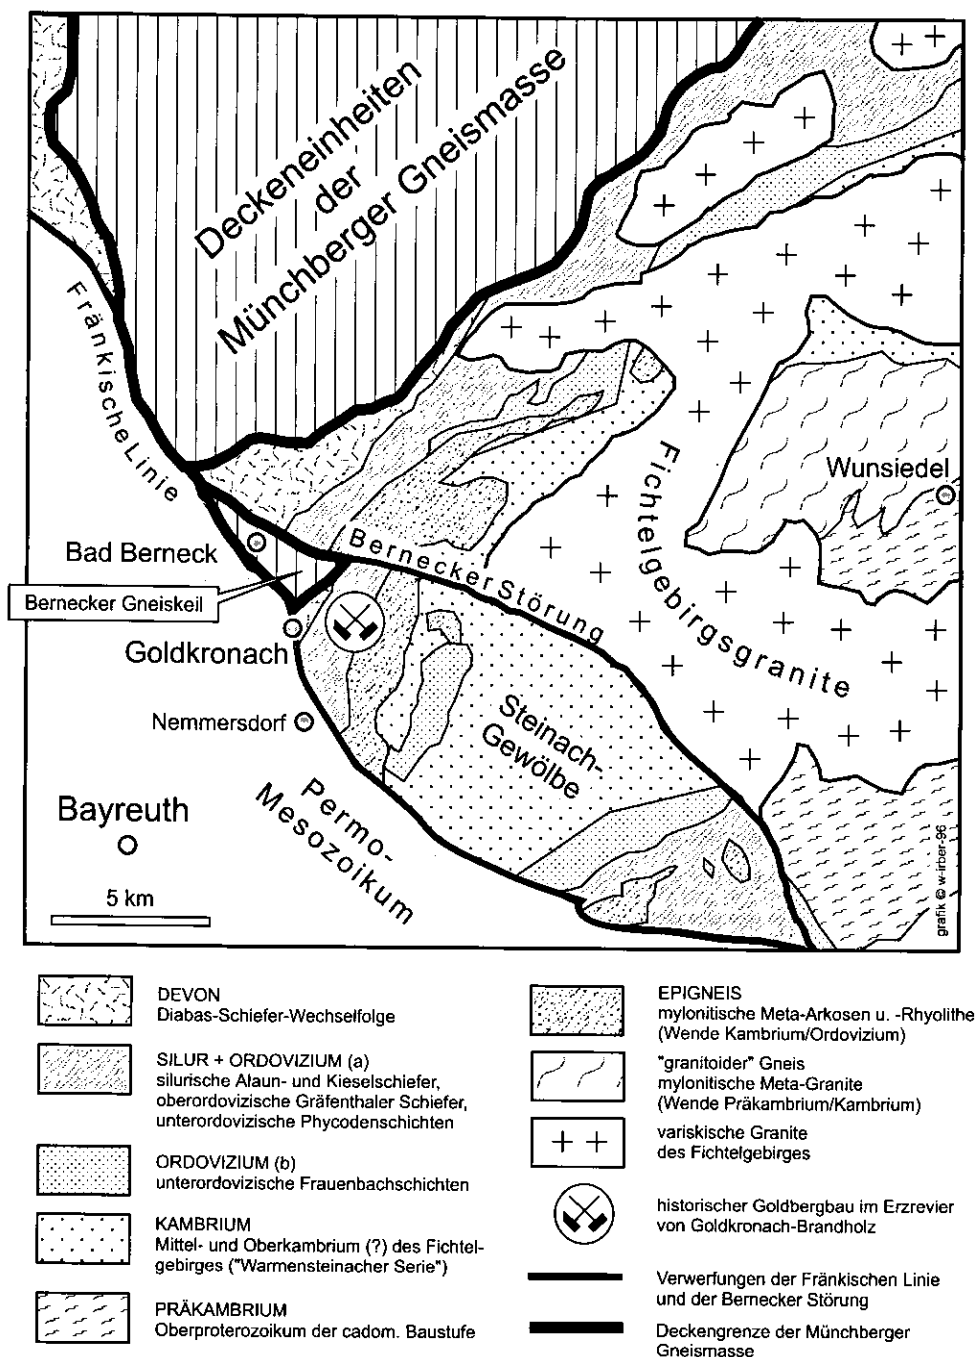 Deckeneinheiten
der
Münchberger Gneismasse
Fränkische Linie
Wunsiedel
Fichtelgebirgsgranite
Bad Berneck
Bernecker Störung
Bernecker Gneiskeil
Goldkronach
Nemmersdorf
Steinach-
Gewölbe
Bayreuth
Permo-
Mesozoikum
5 km
grafik © w-irber-96
DEVON
Diabas-Schiefer-Wechselfolge
SILUR + ORDOVIZIUM (a)
silurische Alaun- und Kieselschiefer,
oberordovizische Gräfenthaler Schiefer,
unterordovizische Phycodenschichten
ORDOVIZIUM (b)
unterordovizische Frauenbachschichten
KAMBRIUM
Mittel- und Oberkambrium (?) des Fichtel-
gebirges ("Warmensteinacher Serie")
PRÄKAMBRIUM
Oberproterozoikum der cadom. Baustufe
EPIGNEIS
mylonitische Meta-Arkosen u. -Rhyolithe
(Wende Kambrium/Ordovizium)
"granitoider" Gneis
mylonitische Meta-Granite
(Wende Präkambrium/Kambrium)
variskische Granite
des Fichtelgebirges
historischer Goldbergbau im Erzrevier
von Goldkronach-Brandholz
Verwerfungen der Fränkischen Linie
und der Bernecker Störung
Deckengrenze der Münchberger
Gneismasse